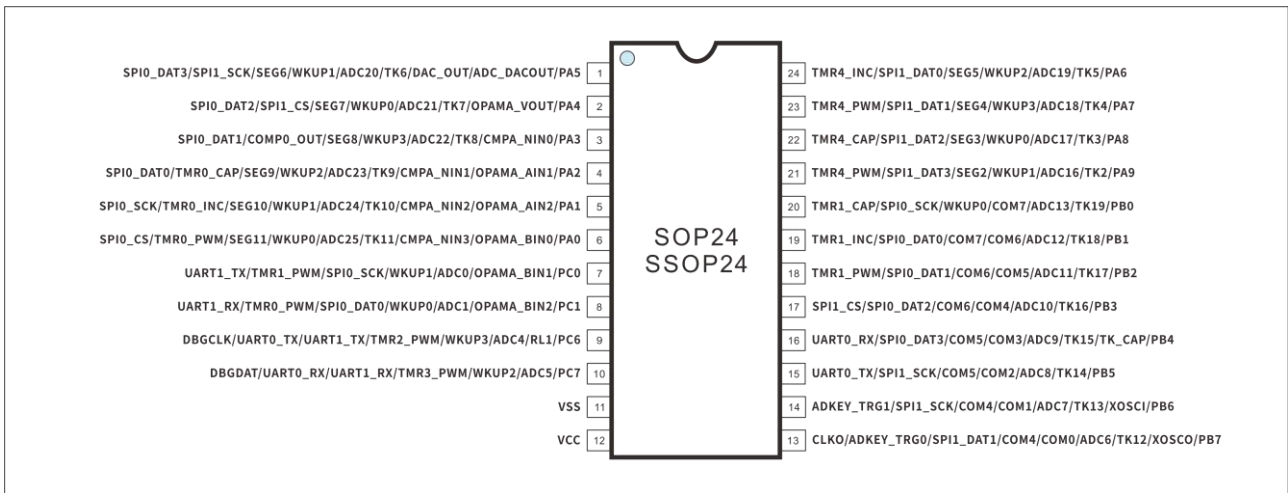 SPI0_DAT3/SPI1_SCK/SEG6/WKUP1/ADC20/TK6/DAC_OUT/ADC_DACOUT/PA5 1
SPI0_DAT2/SPI1_CS/SEG7/WKUP0/ADC21/TK7/OPAMA_VOUT/PA4 2
SPI0_DAT1/COMP0_OUT/SEG8/WKUP3/ADC22/TK8/CMPA_NIN0/PA3 3
SPI0_DAT0/TMR0_CAP/SEG9/WKUP2/ADC23/TK9/CMPA_NIN1/OPAMA_AIN1/PA2 4
SPI0_SCK/TMR0_INC/SEG10/WKUP1/ADC24/TK10/CMPA_NIN2/OPAMA_AIN2/PA1 5
SPI0_CS/TMR0_PWM/SEG11/WKUP0/ADC25/TK11/CMPA_NIN3/OPAMA_BIN0/PA0 6
UART1_TX/TMR1_PWM/SPI0_SCK/WKUP1/ADC0/OPAMA_BIN1/PC0 7
UART1_RX/TMR0_PWM/SPI0_DAT0/WKUP0/ADC1/OPAMA_BIN2/PC1 8
DBGCLK/UART0_TX/UART1_TX/TMR2_PWM/WKUP3/ADC4/RL1/PC6 9
DBGDAT/UART0_RX/UART1_RX/TMR3_PWM/WKUP2/ADC5/PC7 10
VSS 11
VCC 12
SOP24
SSOP24
24 TMR4_INC/SPI1_DAT0/SEG5/WKUP2/ADC19/TK5/PA6
23 TMR4_PWM/SPI1_DAT1/SEG4/WKUP3/ADC18/TK4/PA7
22 TMR4_CAP/SPI1_DAT2/SEG3/WKUP0/ADC17/TK3/PA8
21 TMR4_PWM/SPI1_DAT3/SEG2/WKUP1/ADC16/TK2/PA9
20 TMR1_CAP/SPI0_SCK/WKUP0/COM7/ADC13/TK19/PB0
19 TMR1_INC/SPI0_DAT0/COM7/COM6/ADC12/TK18/PB1
18 TMR1_PWM/SPI0_DAT1/COM6/COM5/ADC11/TK17/PB2
17 SPI1_CS/SPI0_DAT2/COM6/COM4/ADC10/TK16/PB3
16 UART0_RX/SPI0_DAT3/COM5/COM3/ADC9/TK15/TK_CAP/PB4
15 UART0_TX/SPI1_SCK/COM5/COM2/ADC8/TK14/PB5
14 ADKEY_TRG1/SPI1_SCK/COM4/COM1/ADC7/TK13/XOSCI/PB6
13 CLKO/ADKEY_TRG0/SPI1_DAT1/COM4/COM0/ADC6/TK12/XOSCO/PB7